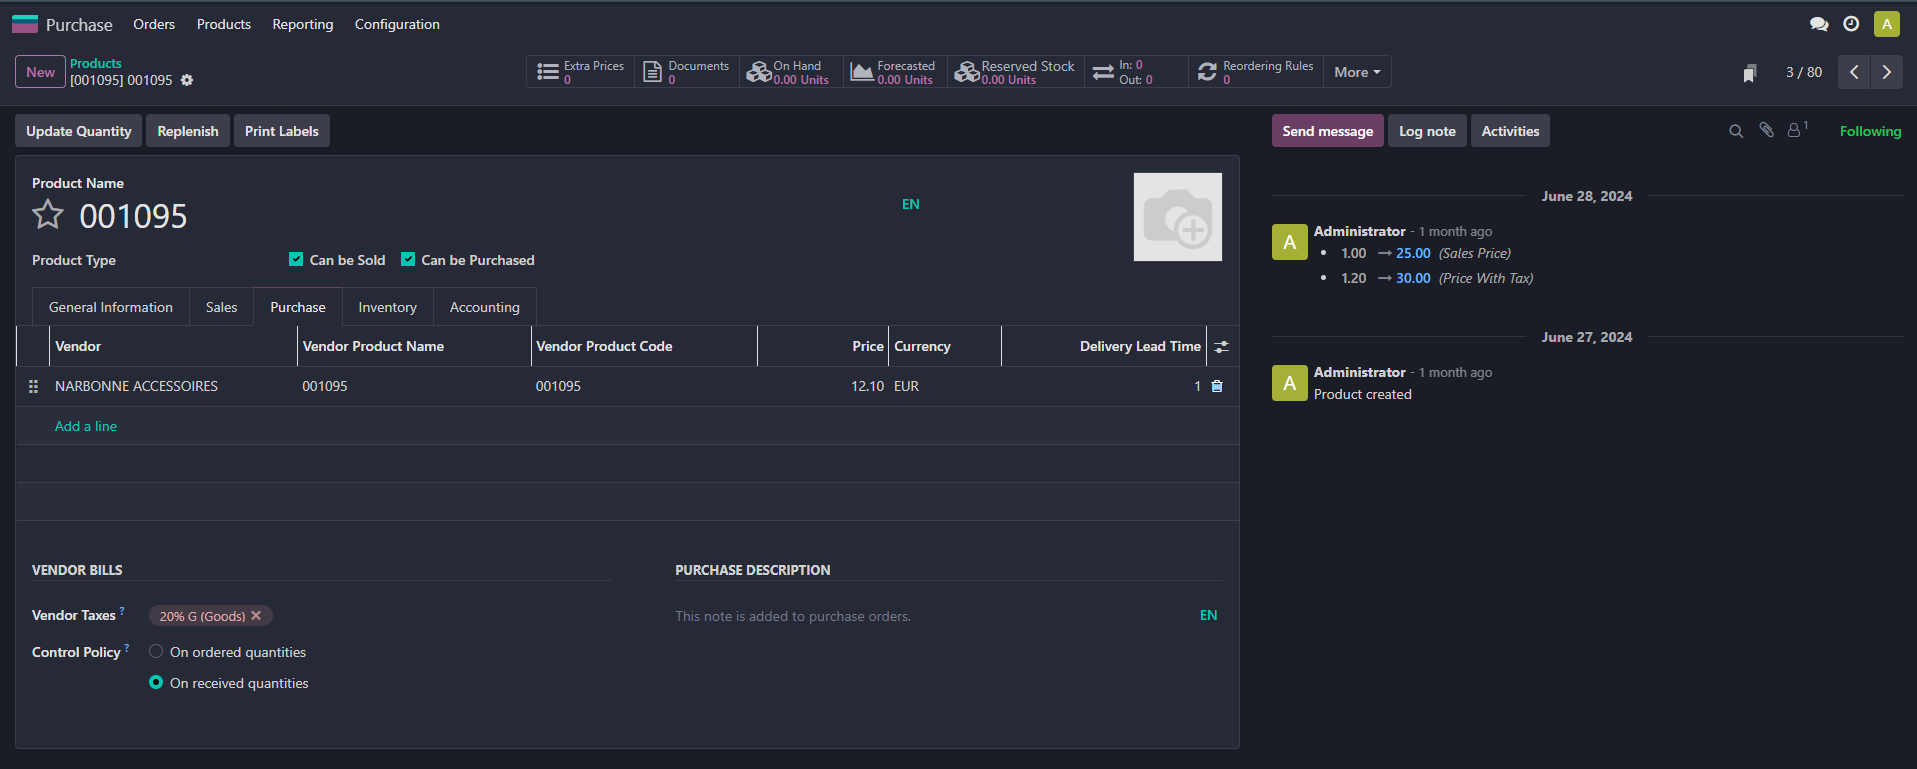 Purchase Orders Products Reporting Configuration A
New Products
[001095] 001095
Extra Prices
0
Documents
0
On Hand
0.00 Units
Forecasted
0.00 Units
Reserved Stock
0.00 Units
In: 0
Out: 0
Reordering Rules
0
More
3 / 80
Update Quantity Replenish Print Labels
Send message Log note Activities 1 Following
Product Name
001095 EN
Product Type Can be Sold Can be Purchased
General Information Sales Purchase Inventory Accounting
Vendor Vendor Product Name Vendor Product Code Price Currency Delivery Lead Time
NARBONNE ACCESSOIRES 001095 001095 12.10 EUR 1
Add a line
VENDOR BILLS
Vendor Taxes ? 20% G (Goods)
Control Policy ? On ordered quantities
On received quantities
PURCHASE DESCRIPTION
This note is added to purchase orders. EN
June 28, 2024
A Administrator - 1 month ago
• 1.00 → 25.00 (Sales Price)
• 1.20 → 30.00 (Price With Tax)
June 27, 2024
A Administrator - 1 month ago
Product created